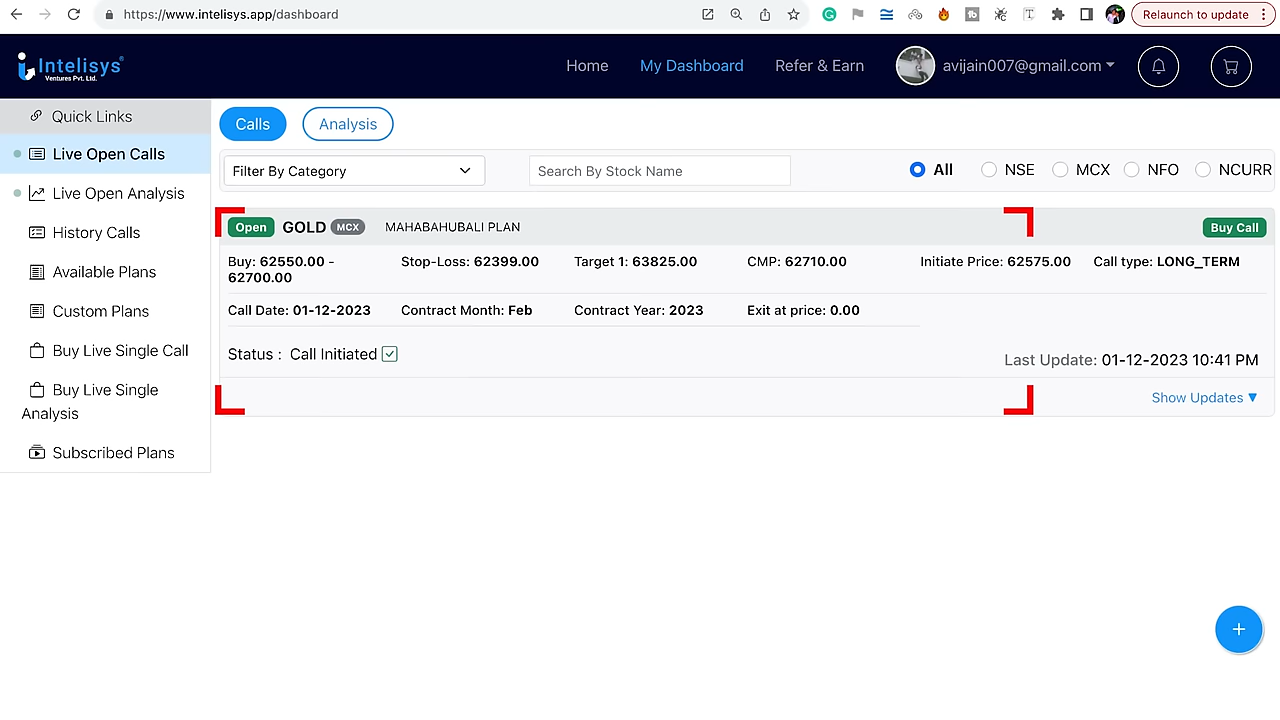 https://www.intelisys.app/dashboard
Relaunch to update
Intelisys®
Ventures Pvt. Ltd.
Home
My Dashboard
Refer & Earn
avijain007@gmail.com
Quick Links
Live Open Calls
Live Open Analysis
History Calls
Available Plans
Custom Plans
Buy Live Single Call
Buy Live Single
Analysis
Subscribed Plans
Calls
Analysis
Filter By Category
Search By Stock Name
All
NSE
MCX
NFO
NCURR
Open GOLD MCX MAHABAHUBALI PLAN
Buy Call
Buy: 62550.00 -
62700.00
Stop-Loss: 62399.00
Target 1: 63825.00
CMP: 62710.00
Initiate Price: 62575.00
Call type: LONG_TERM
Call Date: 01-12-2023
Contract Month: Feb
Contract Year: 2023
Exit at price: 0.00
Status : Call Initiated
Last Update: 01-12-2023 10:41 PM
Show Updates ▼
+